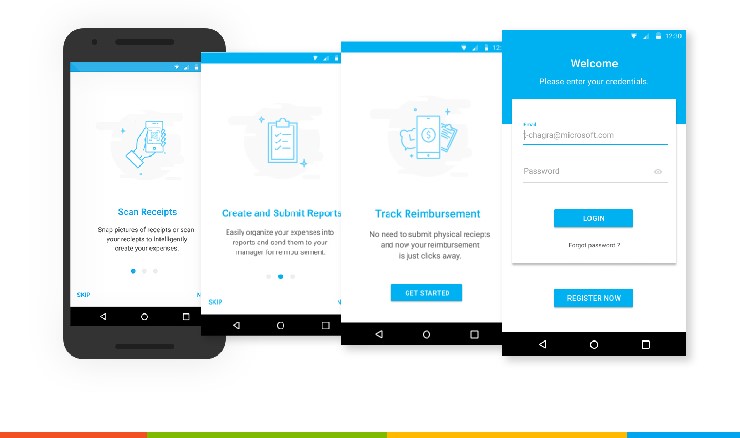 Scan Receipts
Snap pictures of receipts or scan
your reciepts to intelligently
create your expenses.
SKIP
N
Create and Submit Reports
Easily organize your expenses into
reports and send them to your
manager for reimbursement.
SKIP
N
12:
Track Reimbursement
No need to submit physical reciepts
and now your reimbursement
is just clicks away.
GET STARTED
12:30
Welcome
Please enter your credentials.
Email
j-chagra@microsoft.com
Password
LOGIN
Forgot password ?
REGISTER NOW